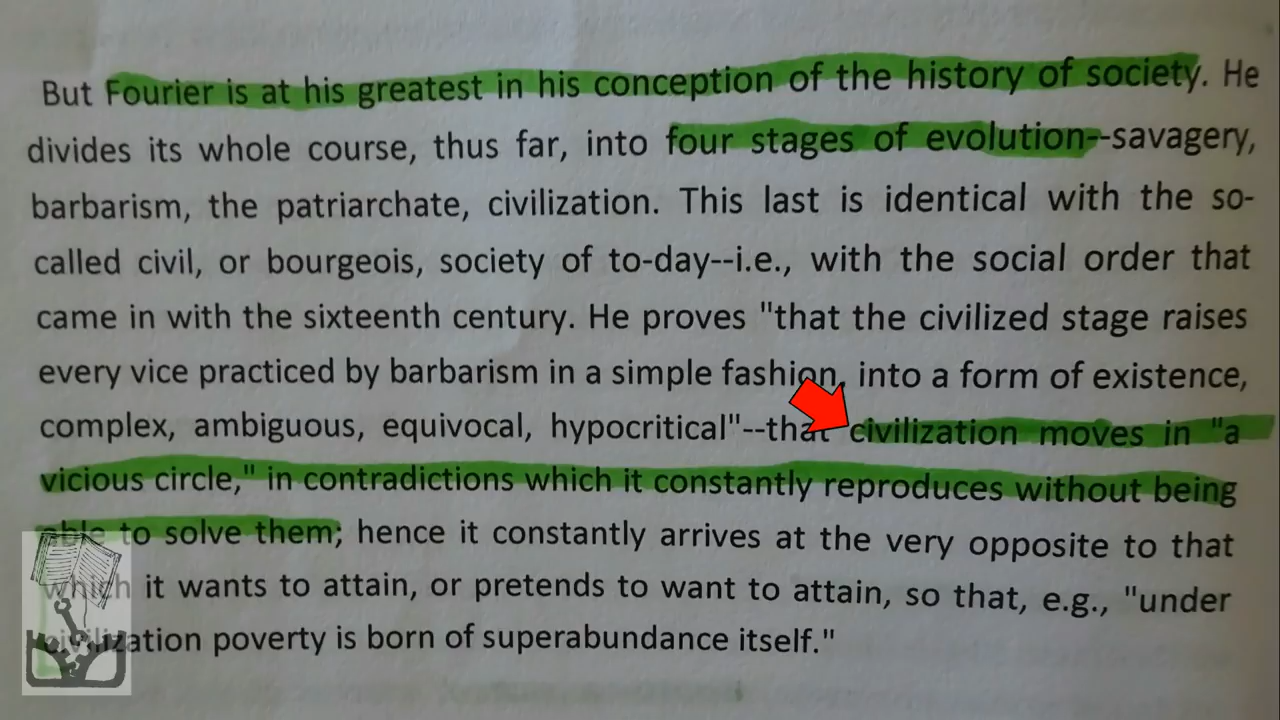 But Fourier is at his greatest in his conception of the history of society. He
divides its whole course, thus far, into four stages of evolution--savagery,
barbarism, the patriarchate, civilization. This last is identical with the so-
called civil, or bourgeois, society of to-day--i.e., with the social order that
came in with the sixteenth century. He proves "that the civilized stage raises
every vice practiced by barbarism in a simple fashion, into a form of existence,
complex, ambiguous, equivocal, hypocritical"--that civilization moves in "a
vicious circle," in contradictions which it constantly reproduces without being
able to solve them; hence it constantly arrives at the very opposite to that
which it wants to attain, or pretends to want to attain, so that, e.g., "under
civilization poverty is born of superabundance itself."